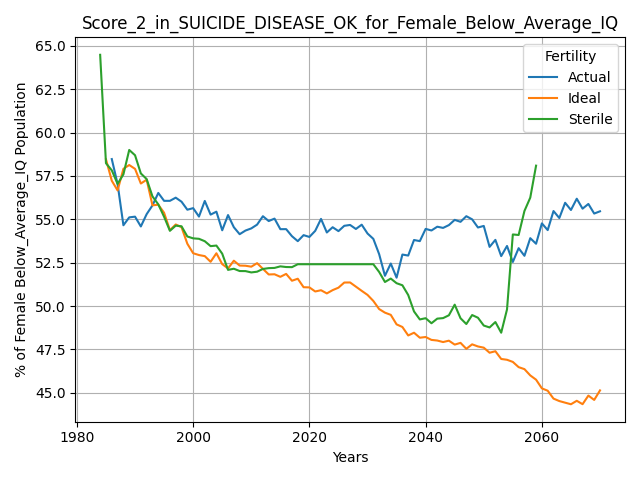 Score_2_in_SUICIDE_DISEASE_OK_for_Female_Below_Average_IQ
65.0
62.5
60.0
57.5
55.0
52.5
50.0
47.5
45.0
% of Female Below_Average_IQ Population
Fertility
Actual
Ideal
Sterile
1980
2000
2020
2040
2060
Years